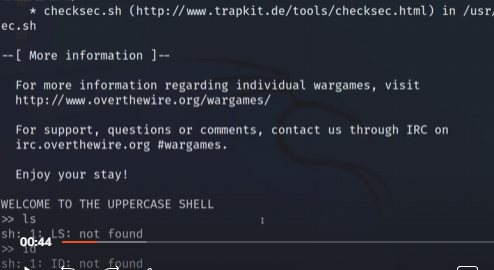 * checksec.sh (http://www.trapkit.de/tools/checksec.html) in /usr/
ec.sh
--[ More information ]--
For more information regarding individual wargames, visit
http://www.overthewire.org/wargames/
For support, questions or comments, contact us through IRC on
irc.overthewire.org #wargames.
Enjoy your stay!
WELCOME TO THE UPPERCASE SHELL
>> ls
sh: 1: LS: not found
00:44
>> id
sh: 1: ID: not found